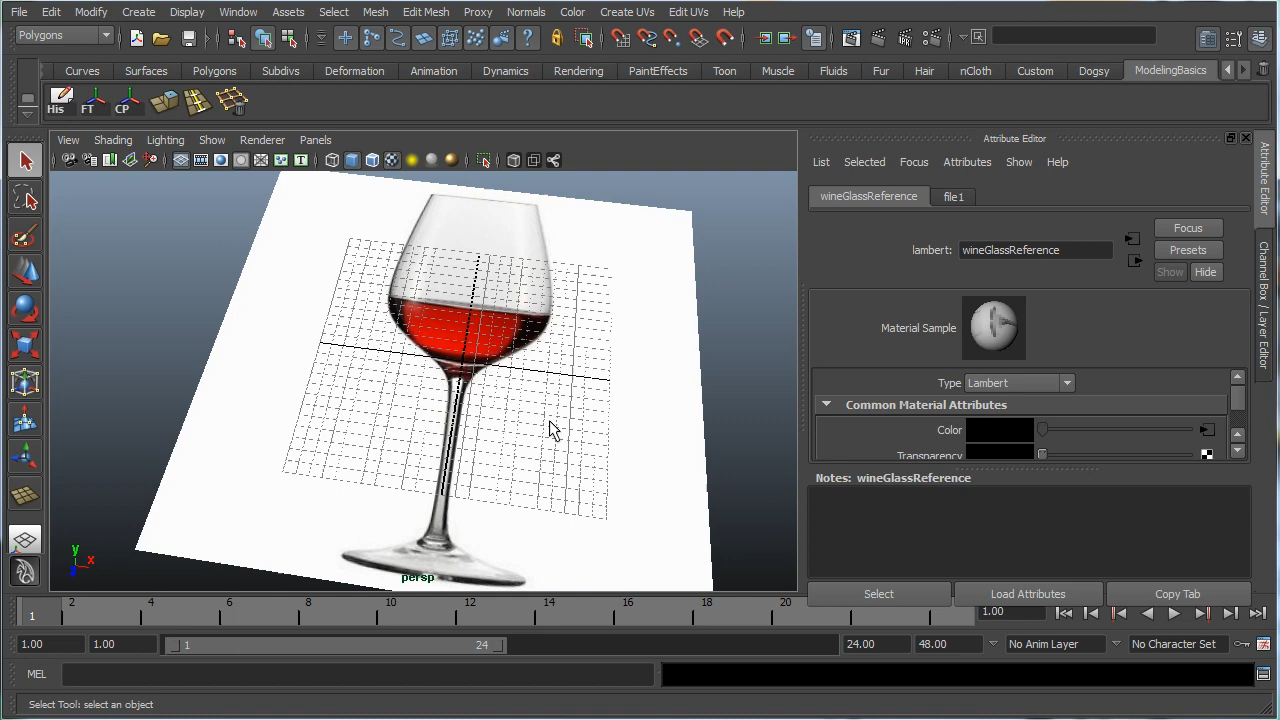 File Edit Modify Create Display Window Assets Select Mesh Edit Mesh Proxy Normals Color Create UVs Edit UVs Help
Polygons
Curves Surfaces Polygons Subdivs Deformation Animation Dynamics Rendering PaintEffects Toon Muscle Fluids Fur Hair nCloth Custom Dogsy ModelingBasics
His FT CP
View Shading Lighting Show Renderer Panels
Attribute Editor
List Selected Focus Attributes Show Help
wineGlassReference file1
Focus
lambert: wineGlassReference
Presets
Show Hide
Material Sample
Type Lambert
Common Material Attributes
Color
Transparency
Notes: wineGlassReference
Select Load Attributes Copy Tab
Attribute Editor
Channel Box / Layer Editor
y
x
z
persp
1 2 4 6 8 10 12 14 16 18 20
1.00
1.00 1.00 1 24 24.00 48.00 No Anim Layer No Character Set
MEL
Select Tool: select an object